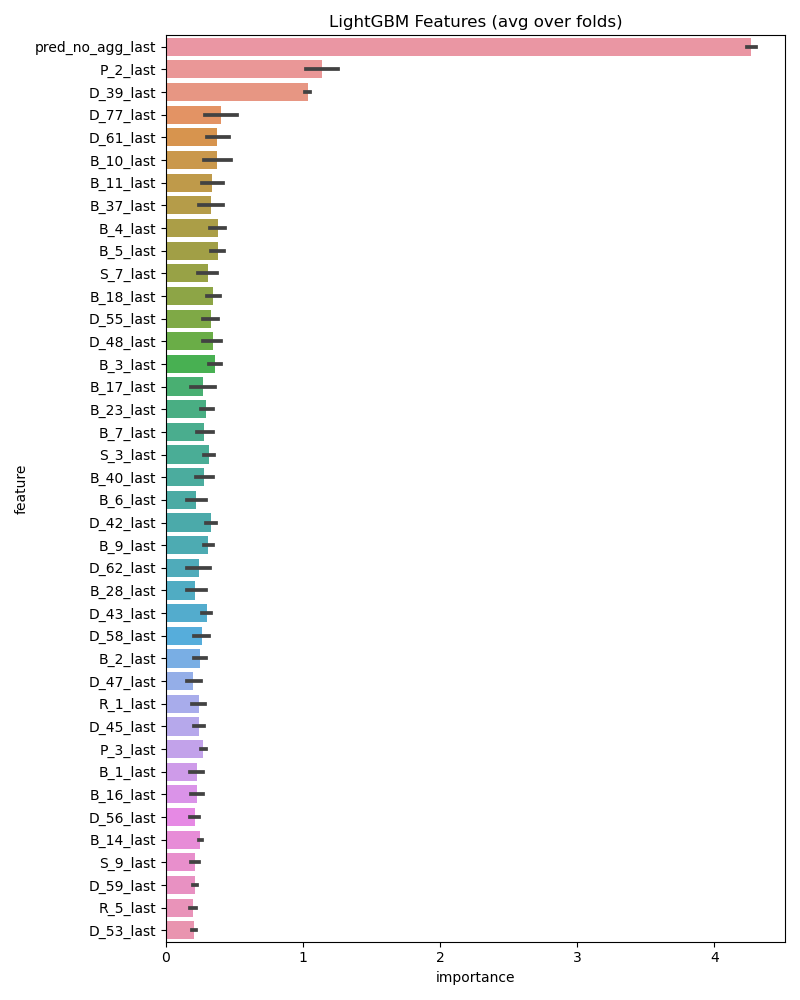 LightGBM Features (avg over folds)
pred_no_agg_last
P_2_last
D_39_last
D_77_last
D_61_last
B_10_last
B_11_last
B_37_last
B_4_last
B_5_last
S_7_last
B_18_last
D_55_last
D_48_last
B_3_last
B_17_last
B_23_last
B_7_last
S_3_last
B_40_last
B_6_last
D_42_last
B_9_last
D_62_last
B_28_last
D_43_last
D_58_last
B_2_last
D_47_last
R_1_last
D_45_last
P_3_last
B_1_last
B_16_last
D_56_last
B_14_last
S_9_last
D_59_last
R_5_last
D_53_last
feature
0 1 2 3 4
importance